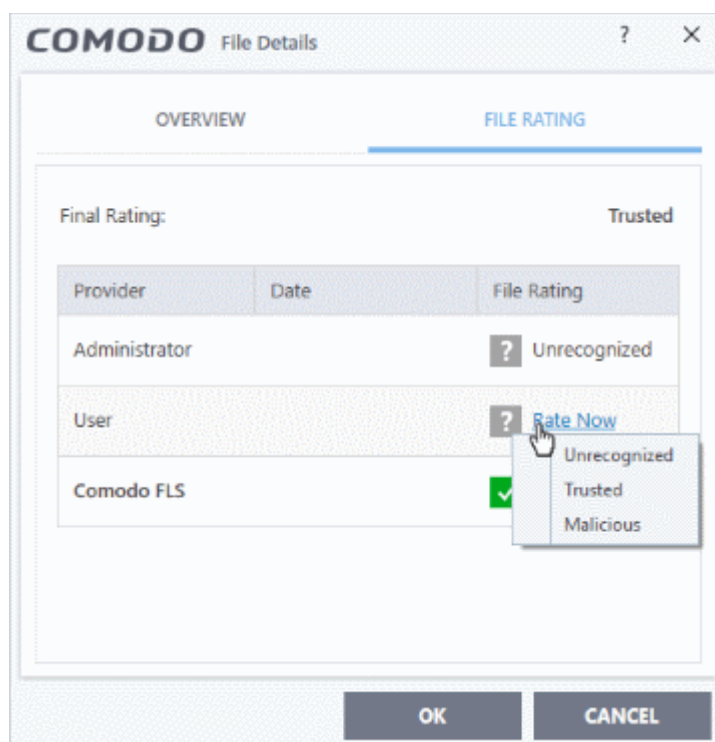 COMODO File Details ? ×
OVERVIEW FILE RATING
Final Rating: Trusted
Provider Date File Rating
Administrator ? Unrecognized
User ? Rate Now
Unrecognized
Comodo FLS
Trusted
Malicious
OK CANCEL